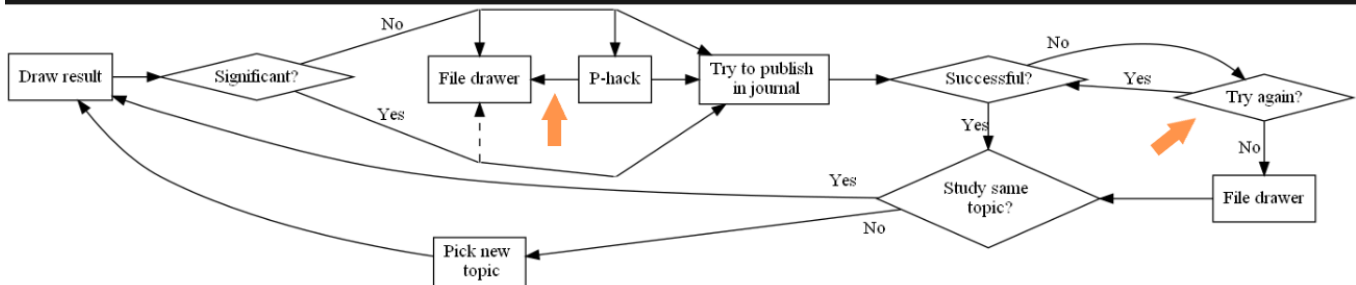 No
Draw result
Significant?
File drawer
P-hack
Try to publish
in journal
Successful?
No
Yes
Try again?
Yes
Yes
No
Study same
topic?
Yes
File drawer
No
Pick new
topic